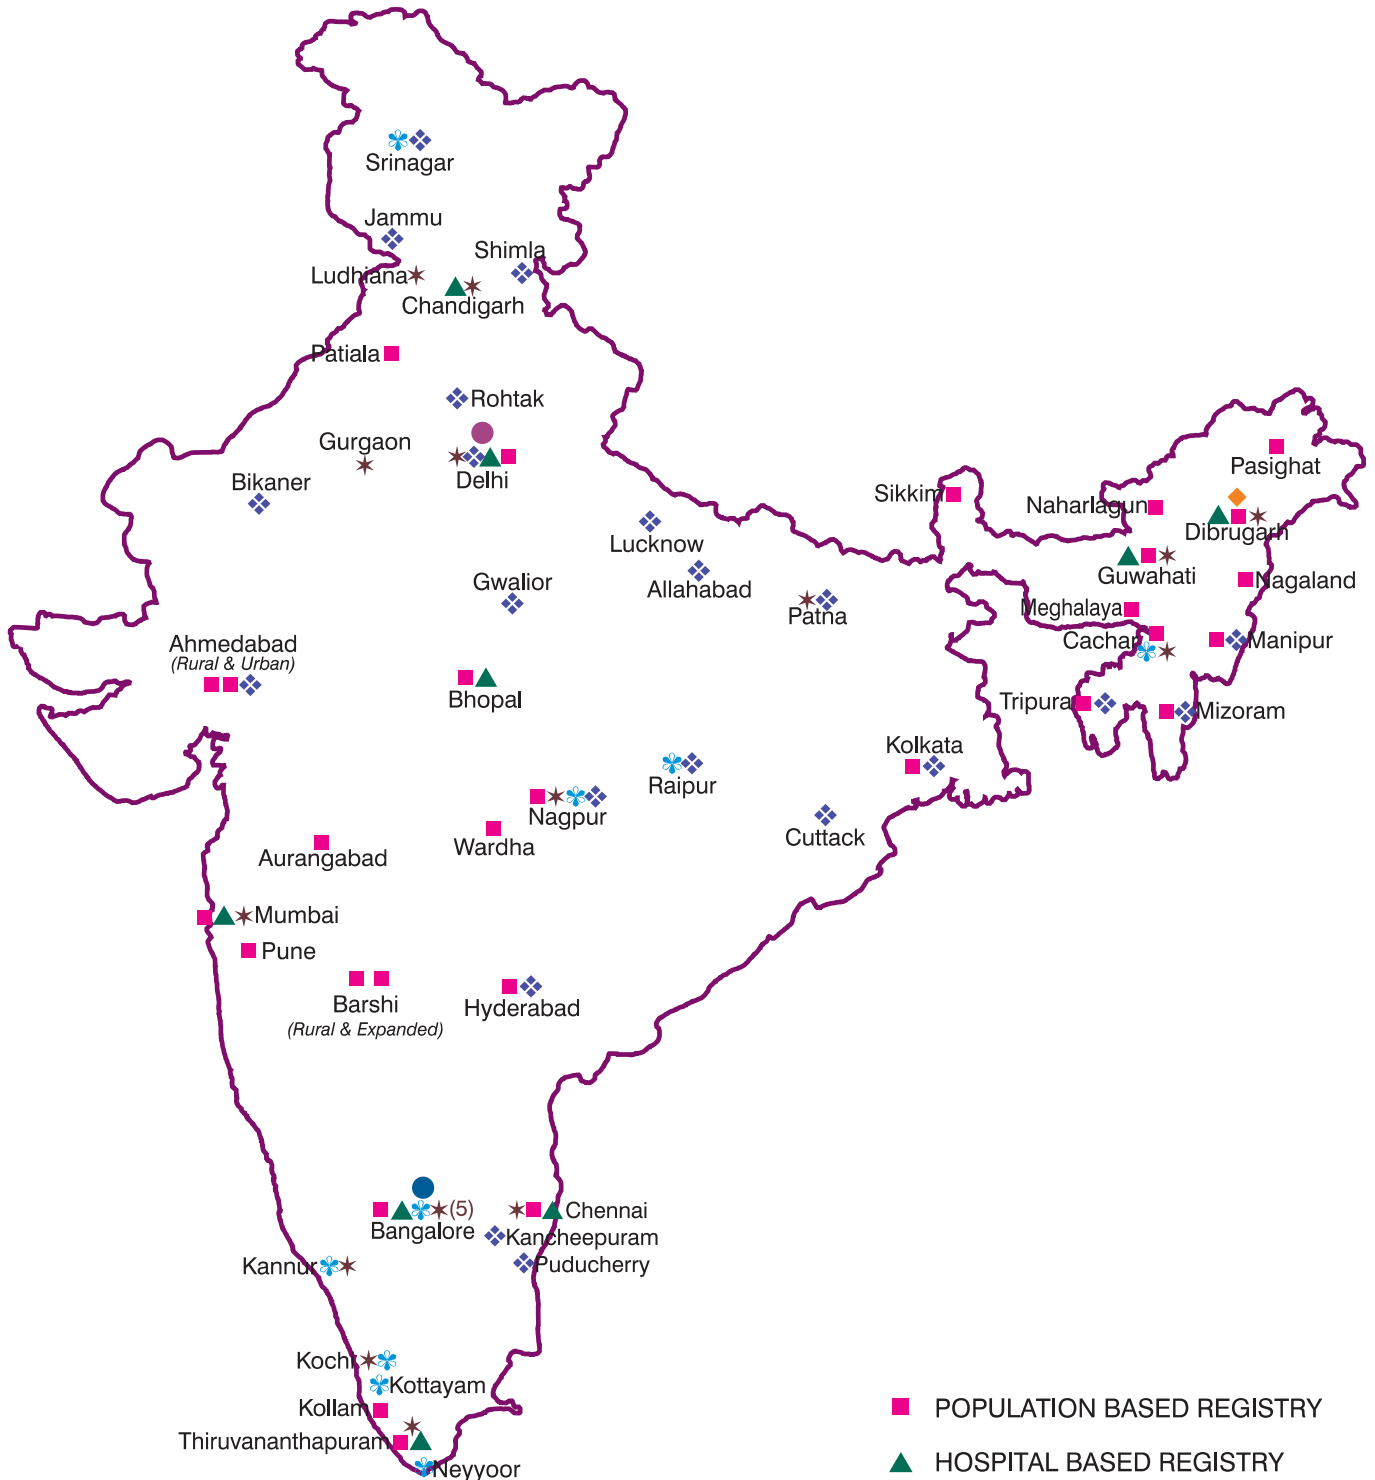 Srinagar
Jammu
Shimla
Ludhiana
Chandigarh
Patiala
Rohtak
Gurgaon
Delhi
Bikaner
Pasighat
Sikkim
Naharlagun
Dibrugarh
Lucknow
Guwahati
Nagaland
Allahabad
Gwalior
Patna
Meghalaya
Cachar
Manipur
Ahmedabad
(Rural & Urban)
Bhopal
Tripura
Mizoram
Kolkata
Raipur
Nagpur
Cuttack
Wardha
Aurangabad
Mumbai
Pune
Barshi
(Rural & Expanded)
Hyderabad
(5)
Bangalore
Chennai
Kancheepuram
Puducherry
Kannur
Kochi
Kottayam
Kollam
Thiruvananthapuram
Neyyoor
POPULATION BASED REGISTRY
HOSPITAL BASED REGISTRY